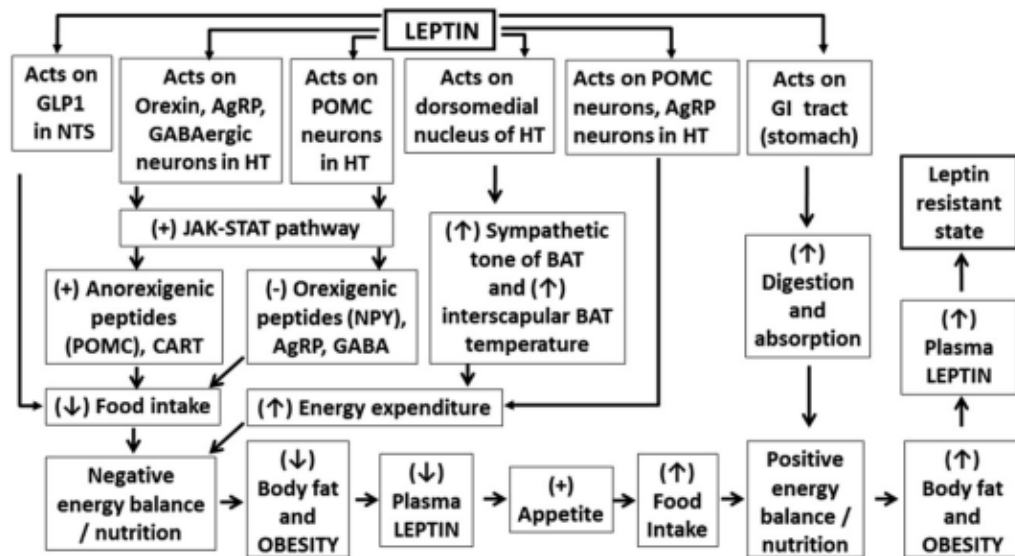 LEPTIN
Acts on
GLP1
in NTS
Acts on
Orexin, AgRP,
GABAergic
neurons in HT
Acts on
POMC
neurons
in HT
Acts on
dorsomedial
nucleus of HT
Acts on POMC
neurons, AgRP
neurons in HT
Acts on
GI tract
(stomach)
Leptin
resistant
state
(+) JAK-STAT pathway
(↑) Sympathetic
tone of BAT
and (↑)
interscapular BAT
temperature
(↑)
Digestion
and
absorption
(+) Anorexigenic
peptides
(POMC), CART
(-) Orexigenic
peptides (NPY),
AgRP, GABA
(↑)
Plasma
LEPTIN
(↓) Food intake
(↑) Energy expenditure
Negative
energy balance
/ nutrition
(↓)
Body fat
and
OBESITY
(↓)
Plasma
LEPTIN
(+)
Appetite
(↑)
Food
Intake
Positive
energy
balance /
nutrition
(↑)
Body fat
and
OBESITY